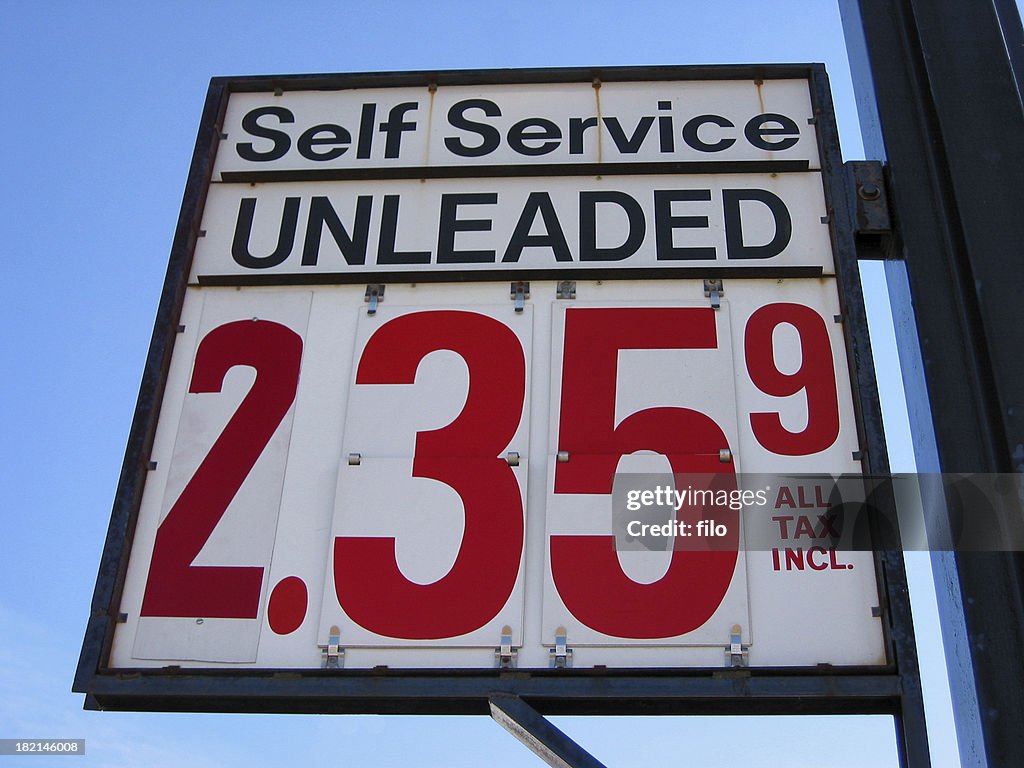 Self Service
UNLEADED
2.359
ALL
TAX
INCL.
gettyimages®
Credit: filo
182146008